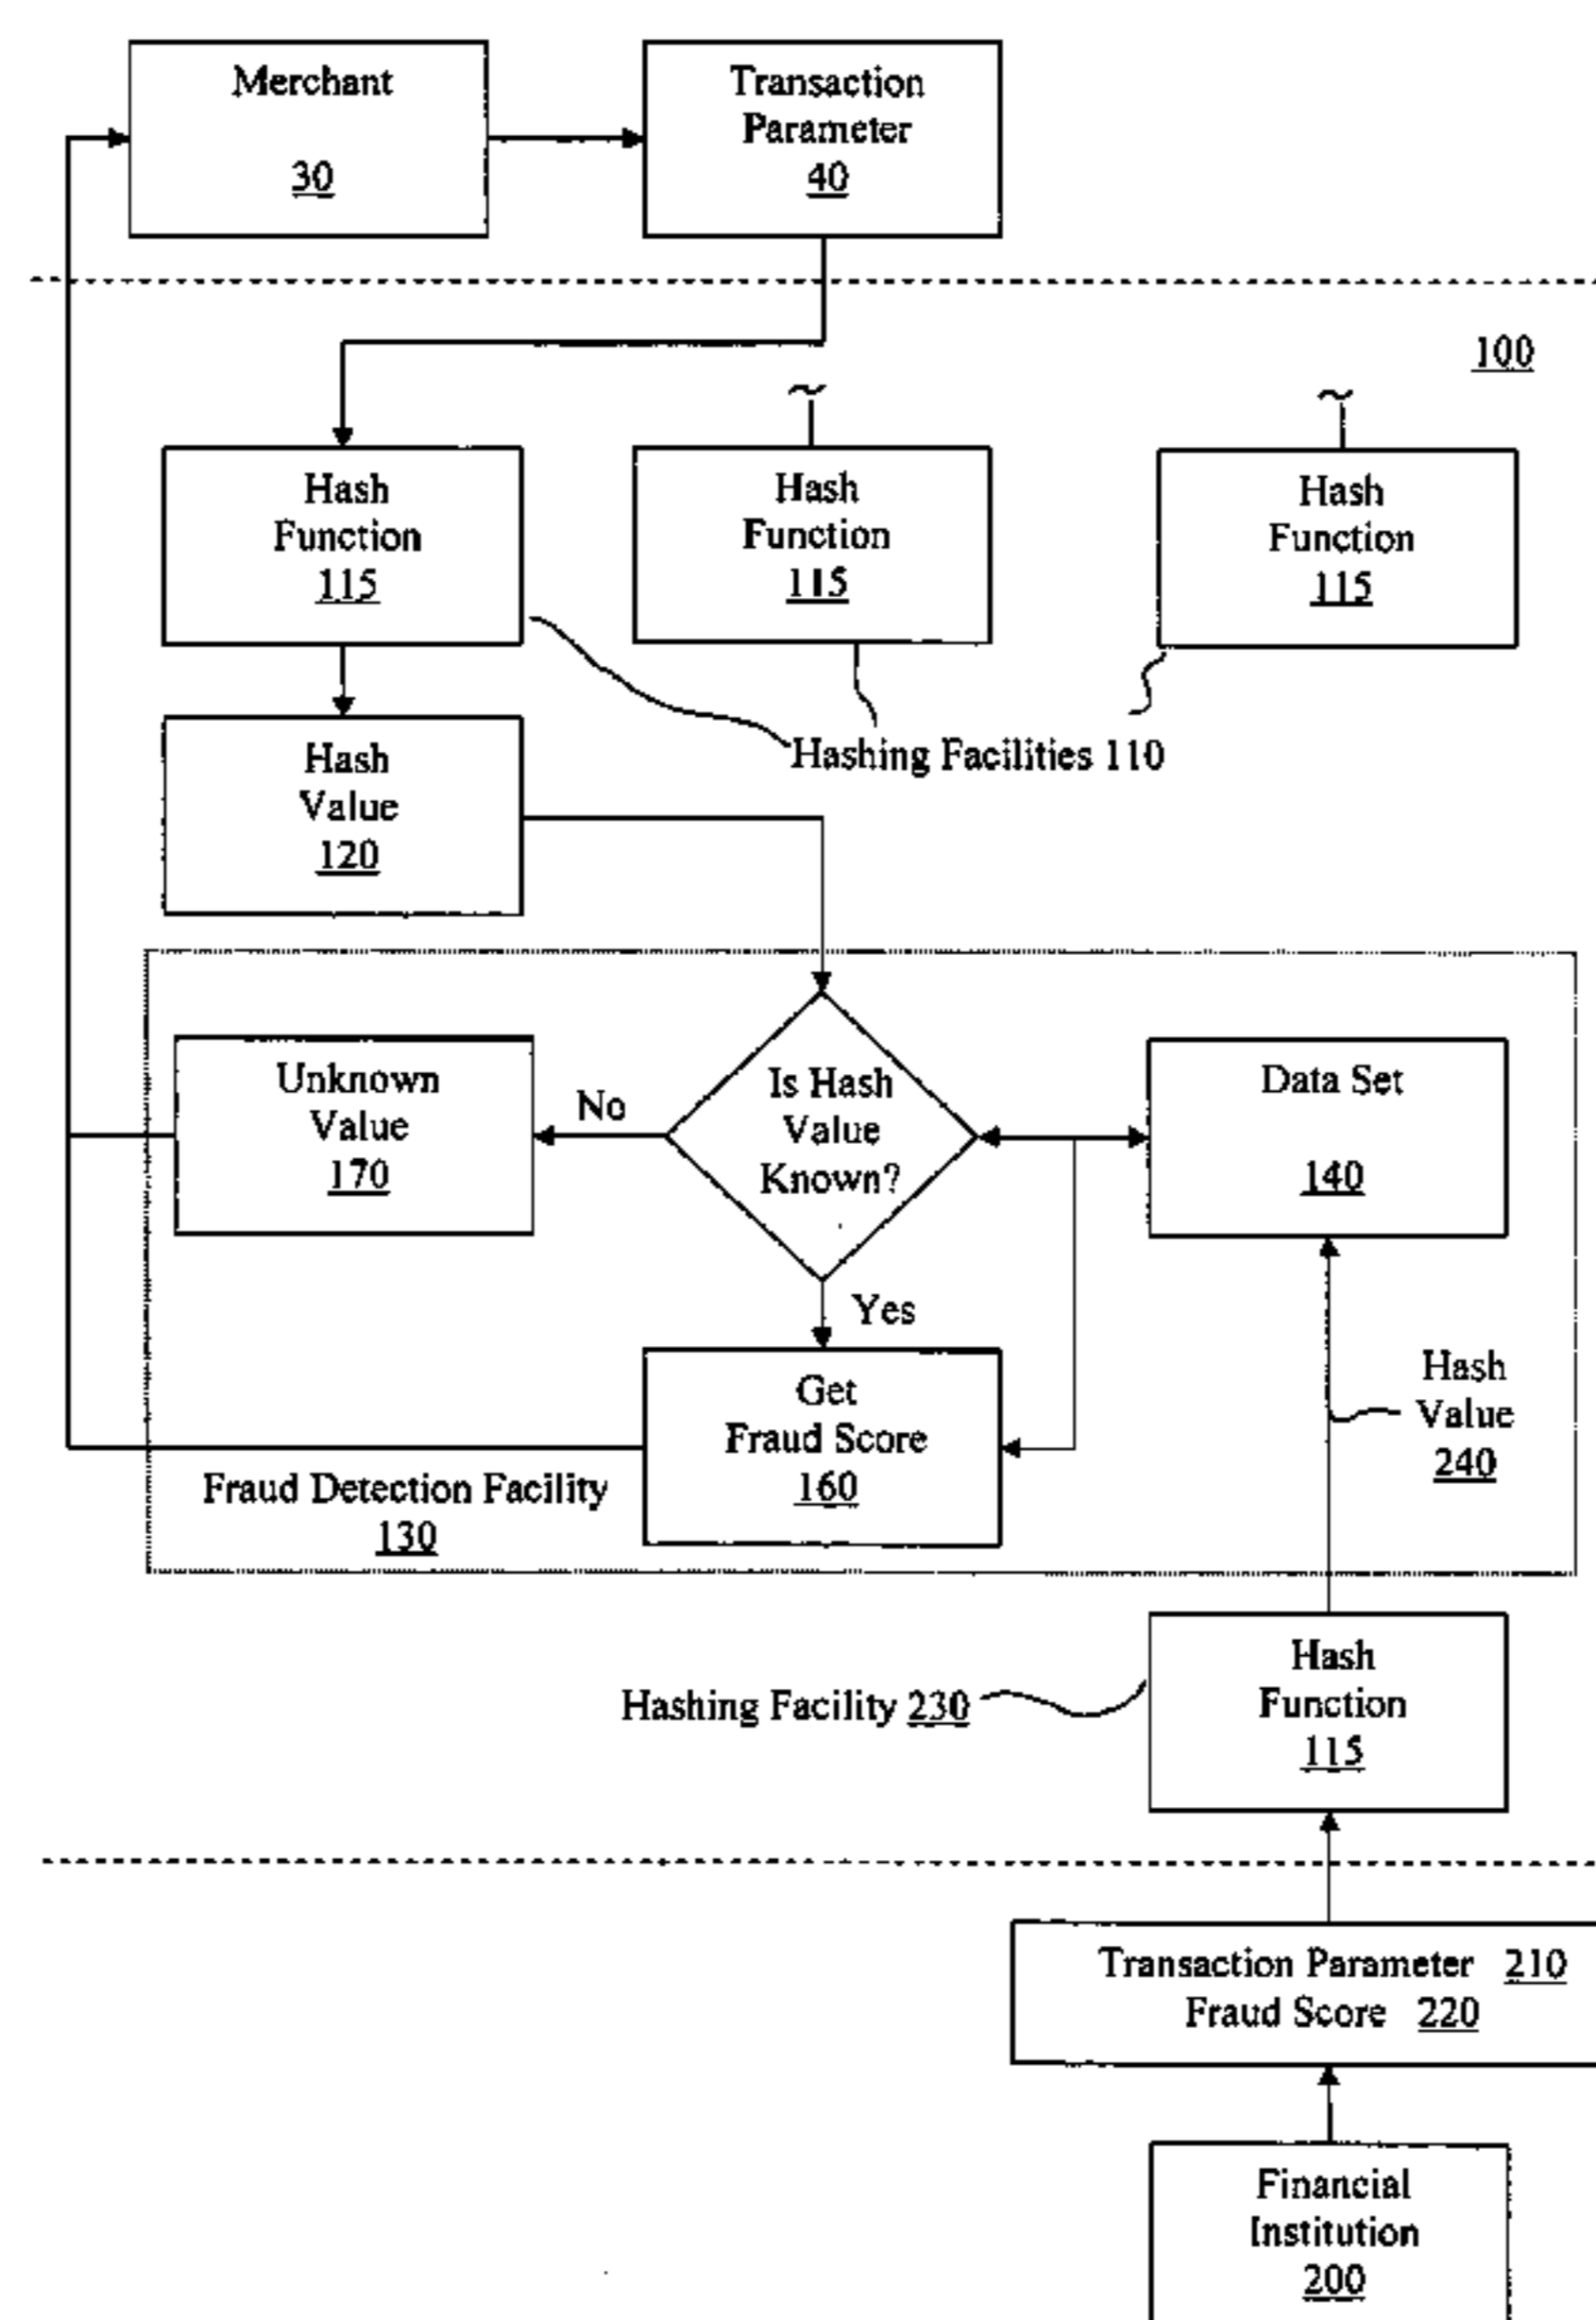 Merchant
30
Transaction
Parameter
40
100
Hash
Function
115
Hash
Function
115
Hash
Function
115
Hashing Facilities 110
Hash
Value
120
Unknown
Value
170
No
Is Hash
Value
Known?
Data Set
140
Yes
Get
Fraud Score
160
Hash
Value
240
Fraud Detection Facility
130
Hashing Facility 230
Hash
Function
115
Transaction Parameter 210
Fraud Score 220
Financial
Institution
200